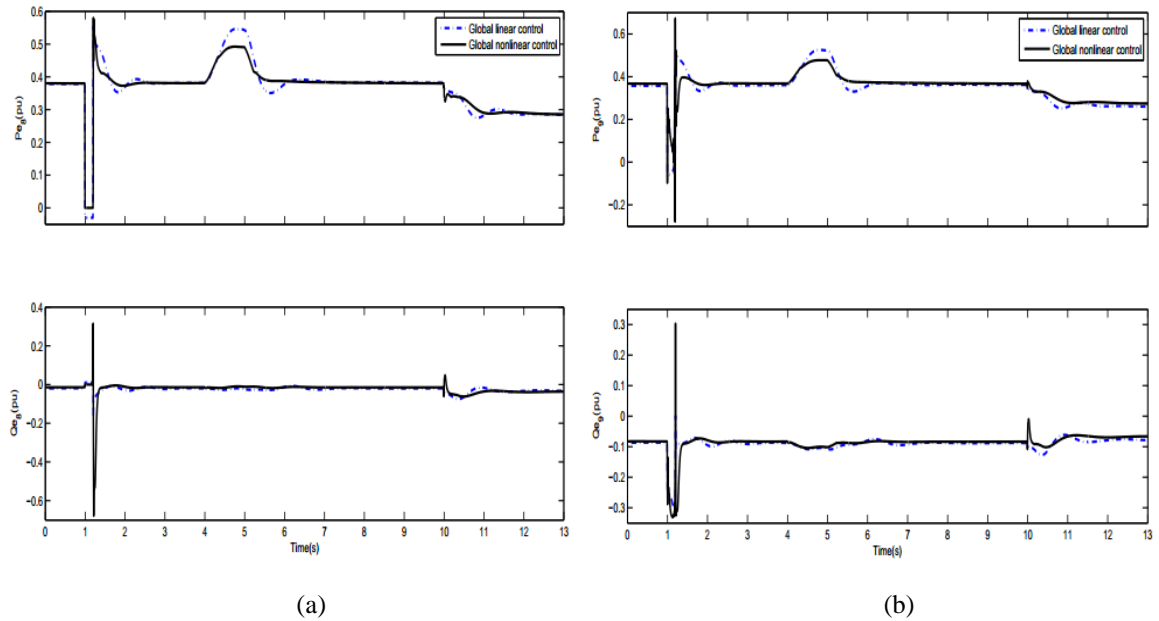 Pe₈(pu)
0.6
0.5
0.4
0.3
0.2
0.1
0
Global linear control
Global nonlinear control
Qe₈(pu)
0.4
0.2
0
−0.2
−0.4
−0.6
0 1 2 3 4 5 6 7 8 9 10 11 12 13
Time(s)
(a)
Pe₉(pu)
0.6
0.4
0.2
0
−0.2
Global linear control
Global nonlinear control
Qe₉(pu)
0.3
0.2
0.1
0
−0.1
−0.2
−0.3
0 1 2 3 4 5 6 7 8 9 10 11 12 13
Time(s)
(b)